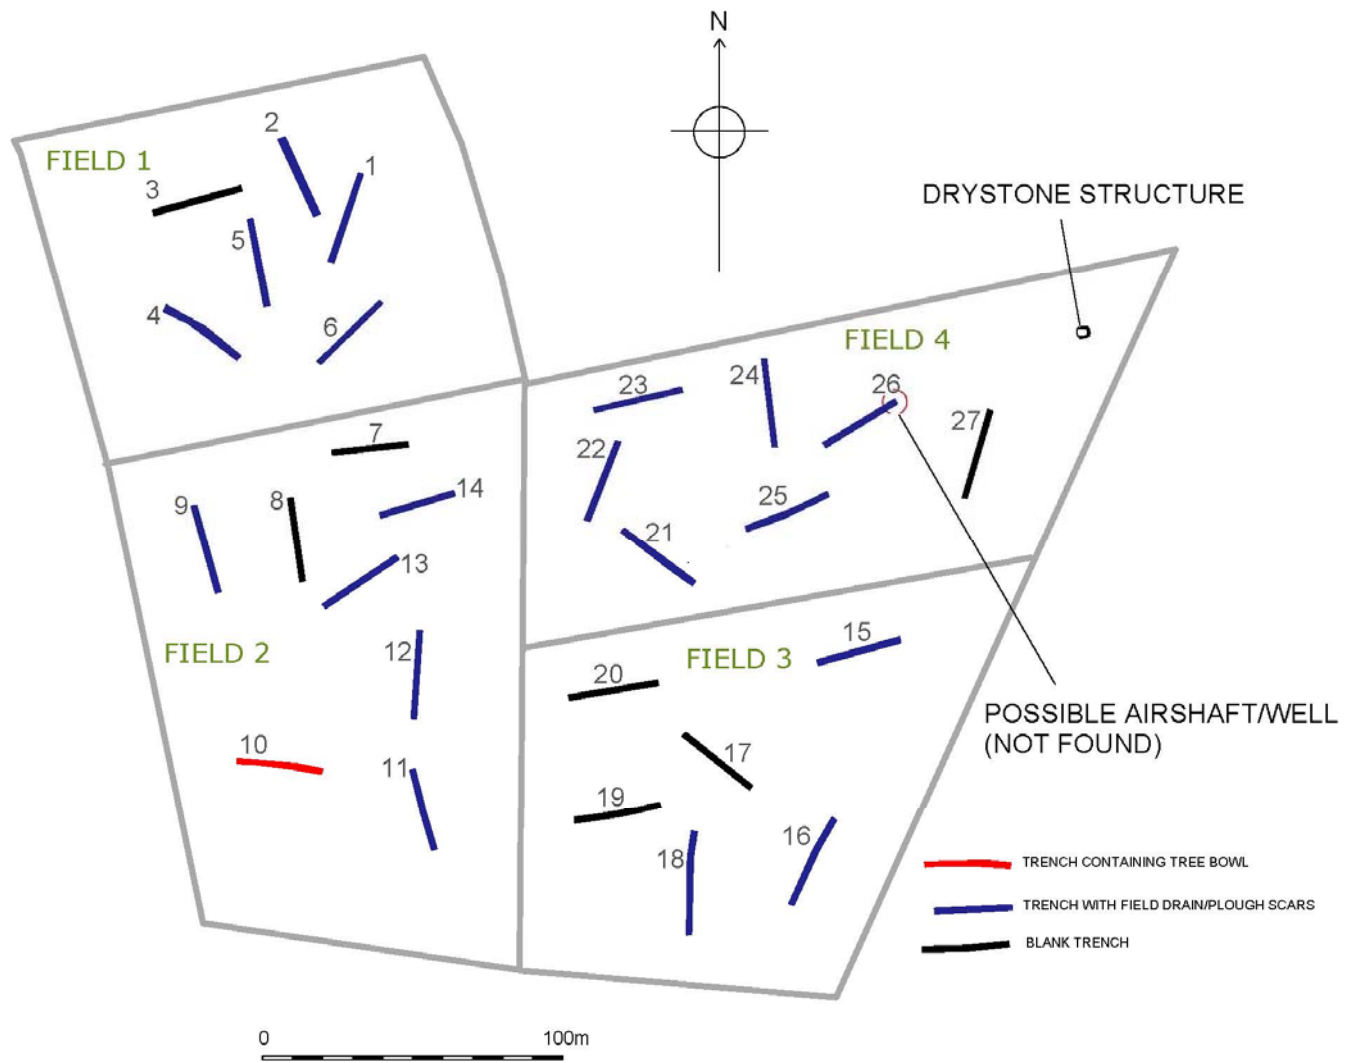 N
2
1
FIELD 1
3
5
4
6
DRYSTONE STRUCTURE
FIELD 4
23
24
26
27
22
25
21
7
14
9
8
13
FIELD 2
12
10
11
15
FIELD 3
20
17
19
18
16
POSSIBLE AIRSHAFT/WELL
(NOT FOUND)
TRENCH CONTAINING TREE BOWL
TRENCH WITH FIELD DRAIN/PLOUGH SCARS
BLANK TRENCH
0 100m